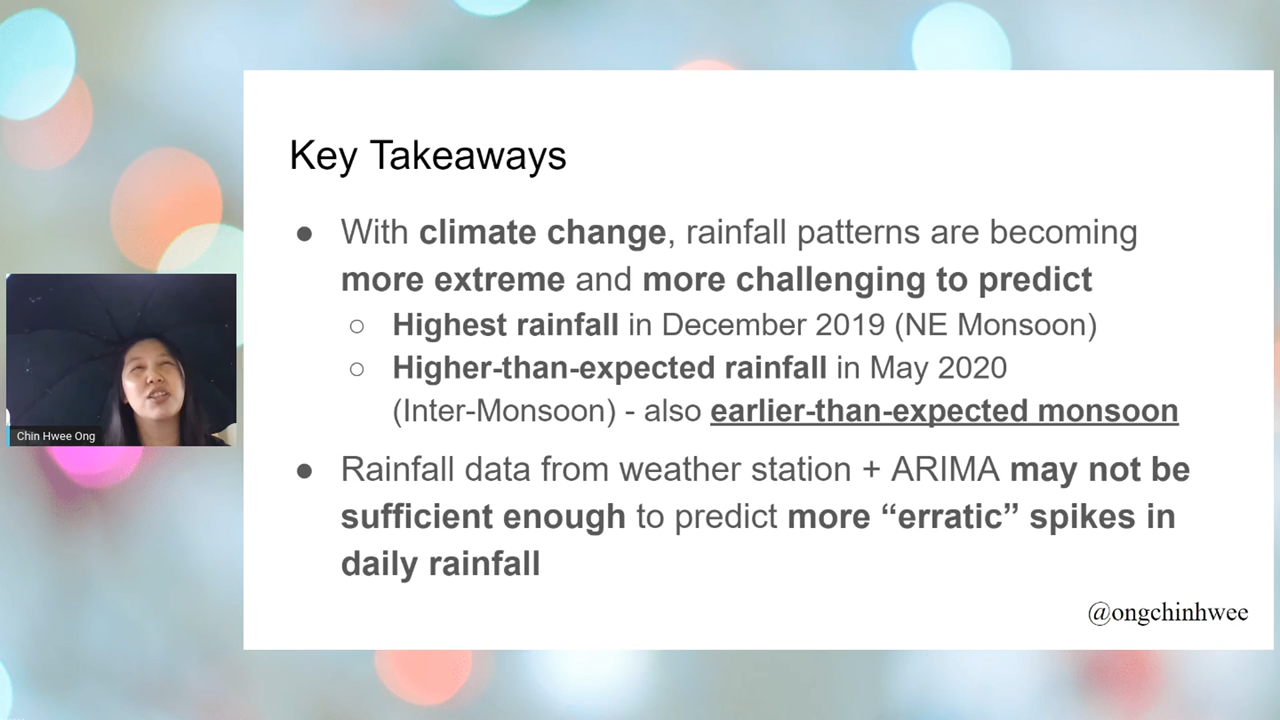 Key Takeaways
● With climate change, rainfall patterns are becoming
more extreme and more challenging to predict
○ Highest rainfall in December 2019 (NE Monsoon)
○ Higher-than-expected rainfall in May 2020
(Inter-Monsoon) - also earlier-than-expected monsoon
● Rainfall data from weather station + ARIMA may not be
sufficient enough to predict more “erratic” spikes in
daily rainfall
@ongchinhwee
Chin Hwee Ong